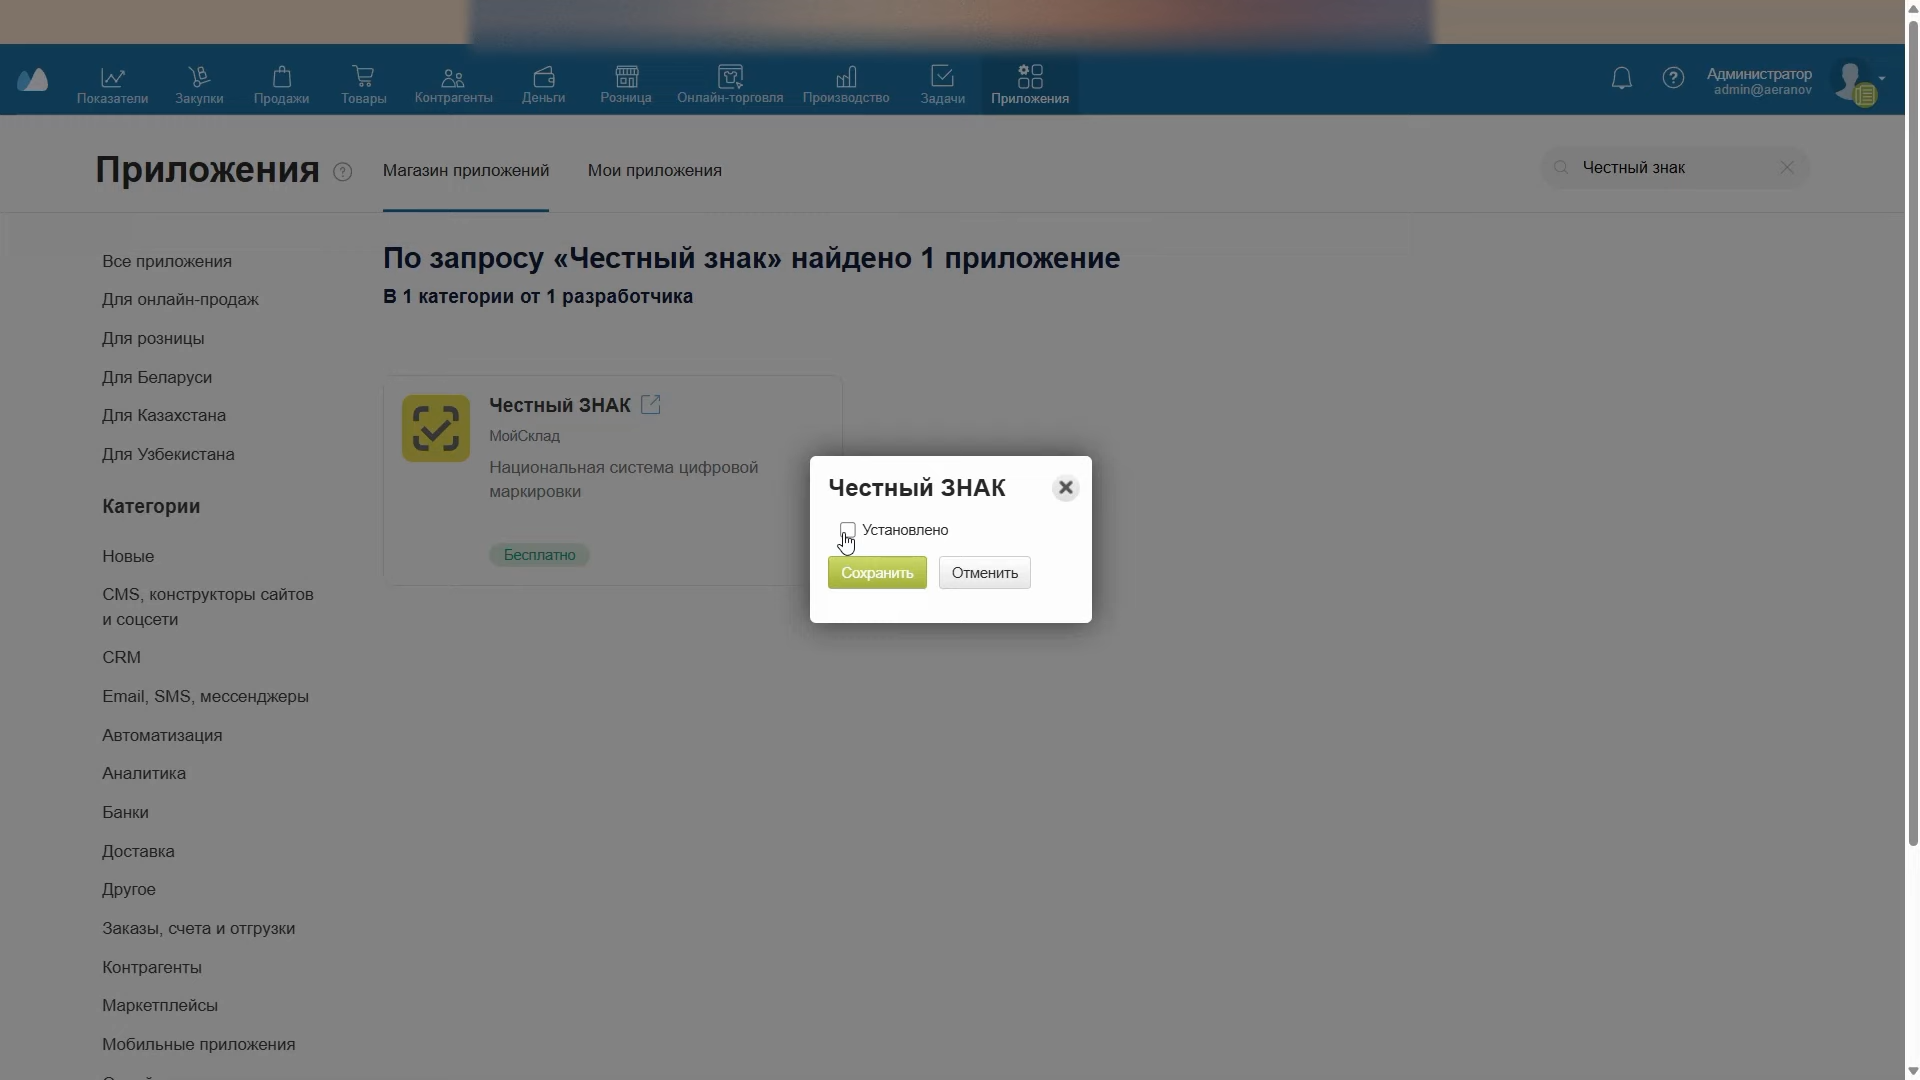 Показатели
Закупки
Продажи
Товары
Контрагенты
Деньги
Розница
Онлайн-торговля
Производство
Задачи
Приложения
Администратор
admin@aeranov
Приложения
Магазин приложений
Мои приложения
Честный знак
Все приложения
Для онлайн-продаж
Для розницы
Для Беларуси
Для Казахстана
Для Узбекистана
Категории
Новые
CMS, конструкторы сайтов
и соцсети
CRM
Email, SMS, мессенджеры
Автоматизация
Аналитика
Банки
Доставка
Другое
Заказы, счета и отгрузки
Контрагенты
Маркетплейсы
Мобильные приложения
По запросу «Честный знак» найдено 1 приложение
В 1 категории от 1 разработчика
Честный ЗНАК
МойСклад
Национальная система цифровой
маркировки
Бесплатно
Честный ЗНАК
Установлено
Сохранить
Отменить